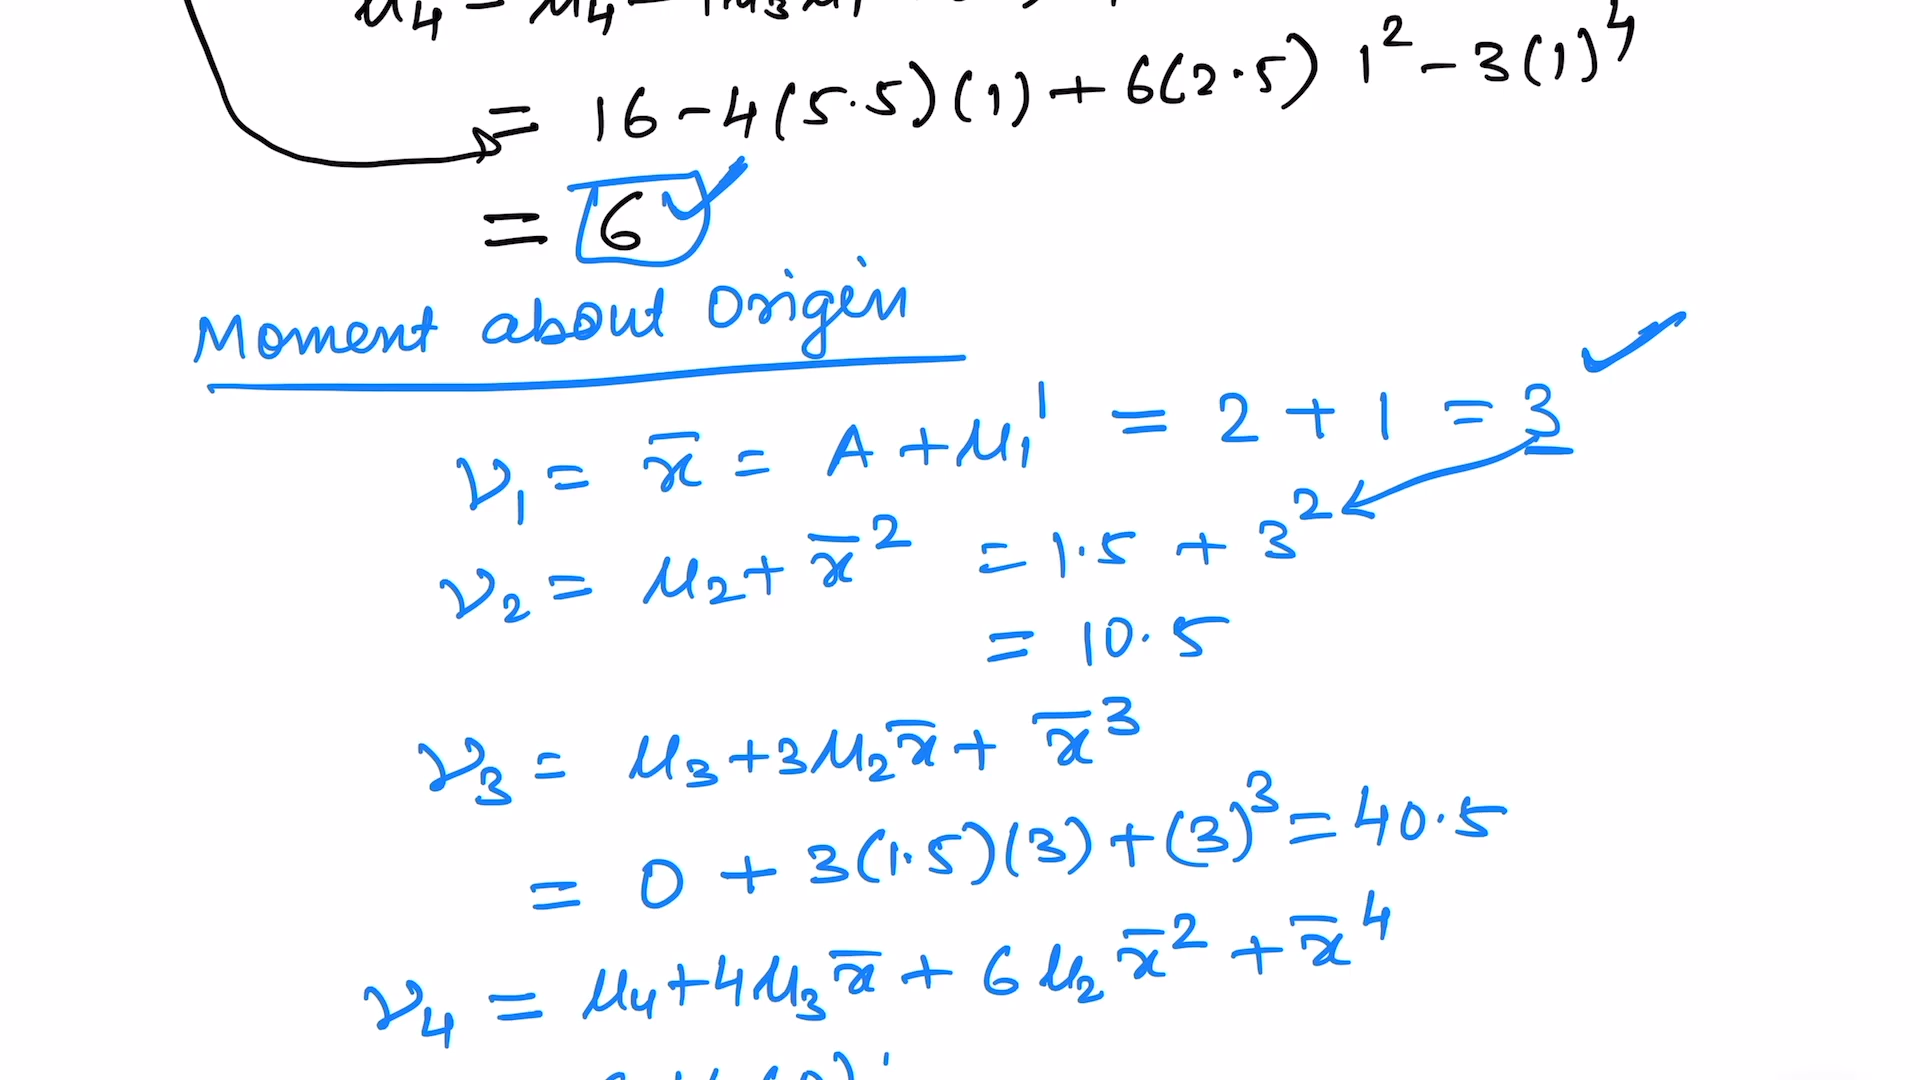 μ4 = μ4' -
= 16 - 4(5.5)(1) + 6(2.5) 1² - 3(1)⁴
= 6
Moment about Origin
ν₁ = x̄ = A + μ₁' = 2 + 1 = 3
ν₂ = μ₂ + x̄² = 1.5 + 3²
= 10.5
ν₃ = μ₃ + 3μ₂x̄ + x̄³
= 0 + 3(1.5)(3) + (3)³ = 40.5
ν₄ = μ₄ + 4μ₃x̄ + 6μ₂x̄² + x̄⁴